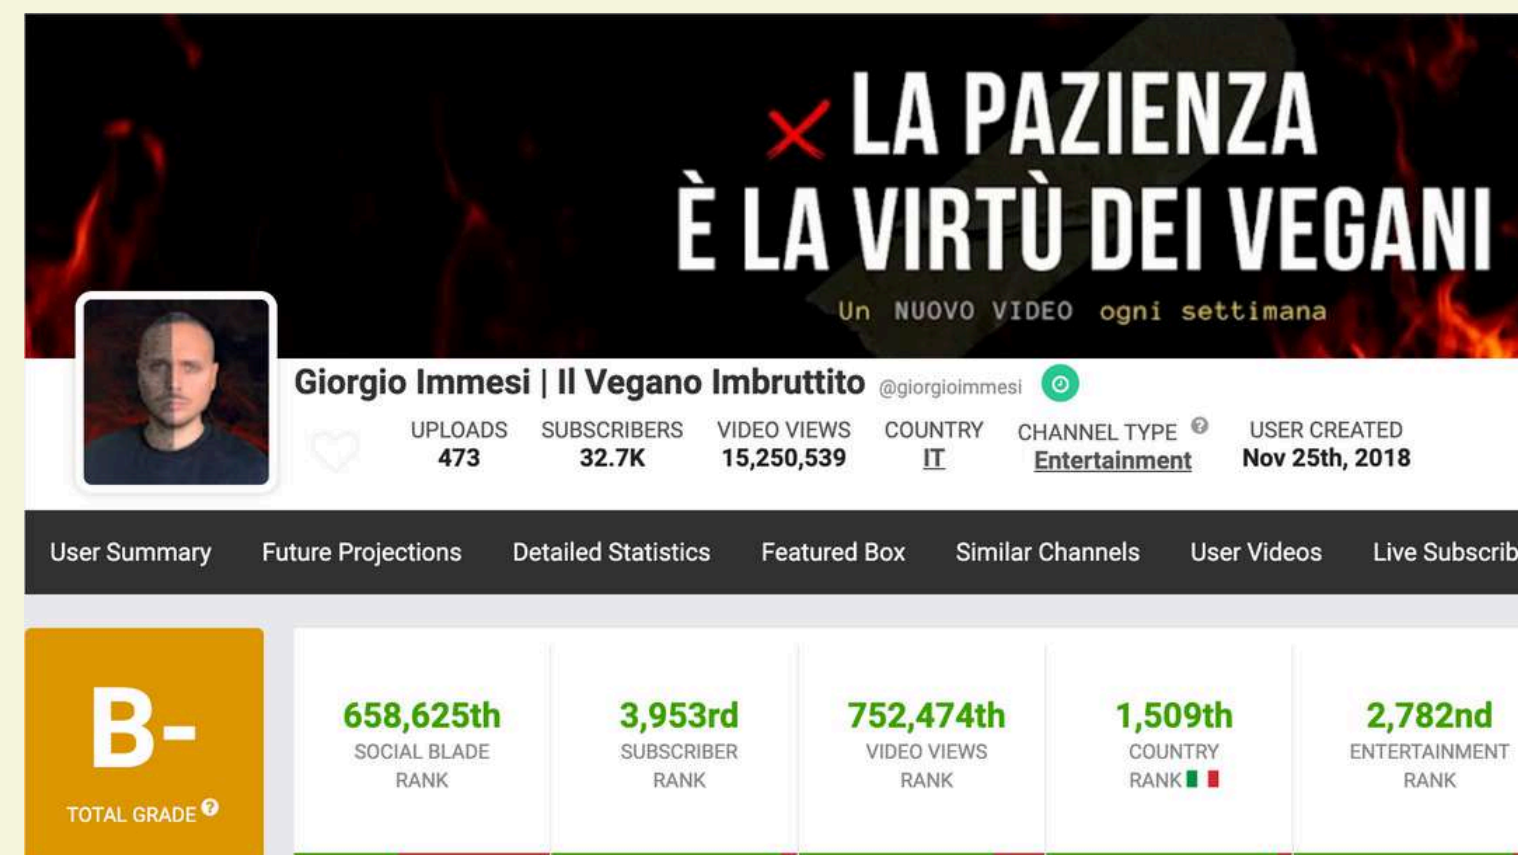 LA PAZIENZA
È LA VIRTÙ DEI VEGANI
Un NUOVO VIDEO ogni settimana
Giorgio Immesi | Il Vegano Imbruttito @giorgioimmesi
UPLOADS SUBSCRIBERS VIDEO VIEWS COUNTRY CHANNEL TYPE ? USER CREATED
473 32.7K 15,250,539 IT Entertainment Nov 25th, 2018
User Summary Future Projections Detailed Statistics Featured Box Similar Channels User Videos Live Subscrib
B-
TOTAL GRADE ?
658,625th 3,953rd 752,474th 1,509th 2,782nd
SOCIAL BLADE SUBSCRIBER VIDEO VIEWS COUNTRY ENTERTAINMENT
RANK RANK RANK RANK RANK